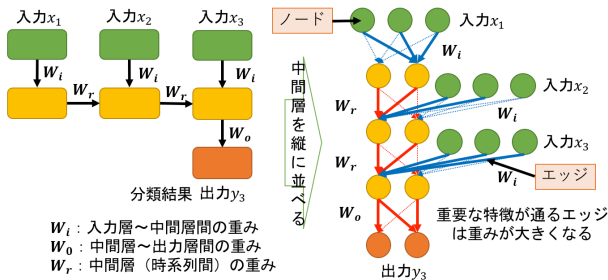 入力x₁ 入力x₂ 入力x₃
Wᵢ Wᵢ Wᵢ
Wᵣ Wᵣ
Wₒ
分類結果 出力y₃
Wᵢ：入力層～中間層間の重み
W₀：中間層～出力層間の重み
Wᵣ：中間層（時系列間）の重み
中間層を縦に並べる
ノード
入力x₁
Wᵢ
入力x₂
Wᵣ
Wᵢ
入力x₃
Wᵣ
エッジ
Wᵢ
Wₒ
重要な特徴が通るエッジ
は重みが大きくなる
出力y₃